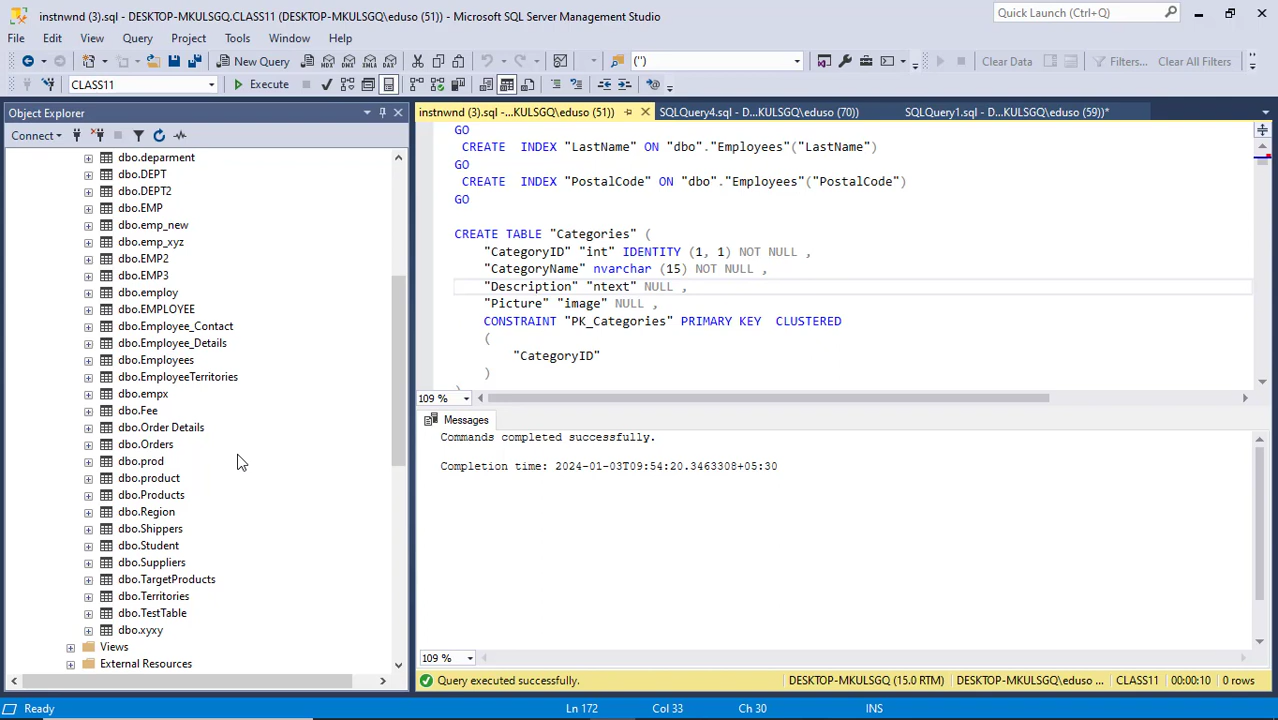 instnwnd (3).sql - DESKTOP-MKULSGQ.CLASS11 (DESKTOP-MKULSGQ\eduso (51)) - Microsoft SQL Server Management Studio
Quick Launch (Ctrl+Q)
File Edit View Query Project Tools Window Help
New Query
MDX DMX XMLA DAX
('')
Clear Data
Filters...
Clear All Filters
CLASS11
Execute
Object Explorer
Connect
dbo.deparment
dbo.DEPT
dbo.DEPT2
dbo.EMP
dbo.emp_new
dbo.emp_xyz
dbo.EMP2
dbo.EMP3
dbo.employ
dbo.EMPLOYEE
dbo.Employee_Contact
dbo.Employee_Details
dbo.Employees
dbo.EmployeeTerritories
dbo.empx
dbo.Fee
dbo.Order Details
dbo.Orders
dbo.prod
dbo.product
dbo.Products
dbo.Region
dbo.Shippers
dbo.Student
dbo.Suppliers
dbo.TargetProducts
dbo.Territories
dbo.TestTable
dbo.xyxy
Views
External Resources
instnwnd (3).sql -...KULSGQ\eduso (51))
SQLQuery4.sql - D...KULSGQ\eduso (70))
SQLQuery1.sql - D...KULSGQ\eduso (59))*
GO
CREATE INDEX "LastName" ON "dbo"."Employees"("LastName")
GO
CREATE INDEX "PostalCode" ON "dbo"."Employees"("PostalCode")
GO
CREATE TABLE "Categories" (
"CategoryID" "int" IDENTITY (1, 1) NOT NULL ,
"CategoryName" nvarchar (15) NOT NULL ,
"Description" "ntext" NULL ,
"Picture" "image" NULL ,
CONSTRAINT "PK_Categories" PRIMARY KEY CLUSTERED
(
"CategoryID"
)
109 %
Messages
Commands completed successfully.
Completion time: 2024-01-03T09:54:20.3463308+05:30
109 %
Query executed successfully.
DESKTOP-MKULSGQ (15.0 RTM)
DESKTOP-MKULSGQ\eduso ...
CLASS11
00:00:10
0 rows
Ready
Ln 172
Col 33
Ch 30
INS